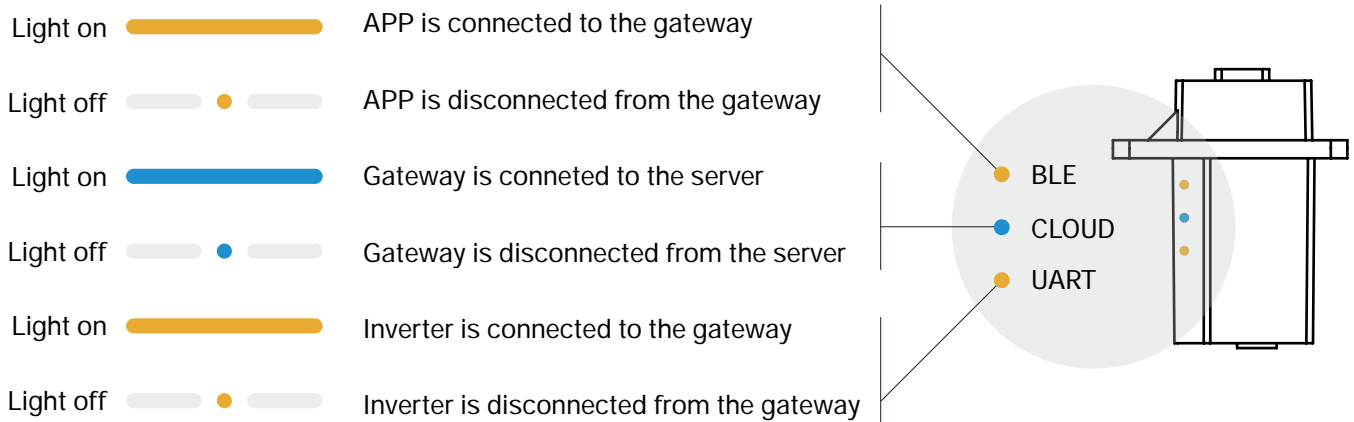 Light on APP is connected to the gateway
Light off APP is disconnected from the gateway
Light on Gateway is conneted to the server
Light off Gateway is disconnected from the server
Light on Inverter is connected to the gateway
Light off Inverter is disconnected from the gateway
BLE
CLOUD
UART